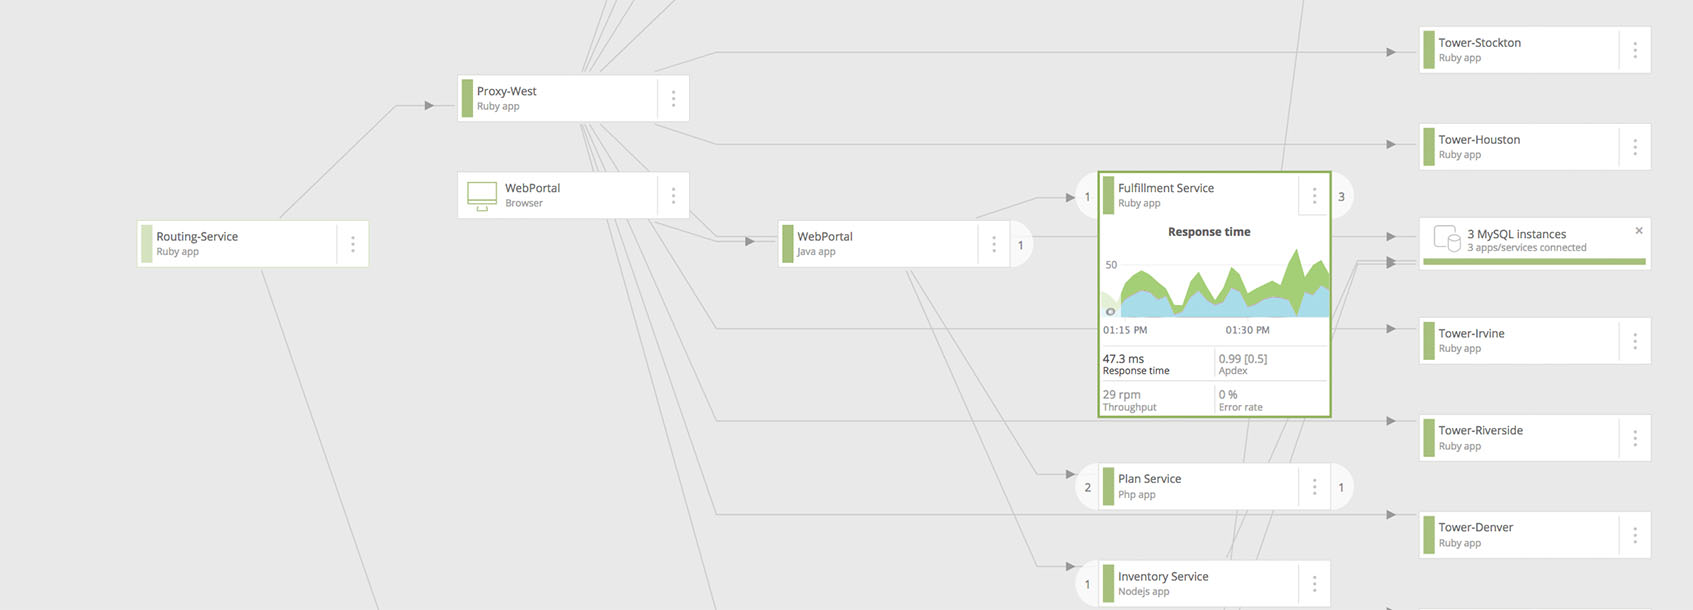 Tower-Stockton
Ruby app
Proxy-West
Ruby app
Tower-Houston
Ruby app
WebPortal
Browser
1
Fulfillment Service
Ruby app
3
Routing-Service
Ruby app
WebPortal
Java app
1
Response time
50
0
01:15 PM
01:30 PM
47.3 ms
Response time
0.99 [0.5]
Apdex
29 rpm
Throughput
0 %
Error rate
3 MySQL instances
3 apps/services connected
×
Tower-Irvine
Ruby app
Tower-Riverside
Ruby app
2
Plan Service
Php app
1
Tower-Denver
Ruby app
1
Inventory Service
Nodejs app